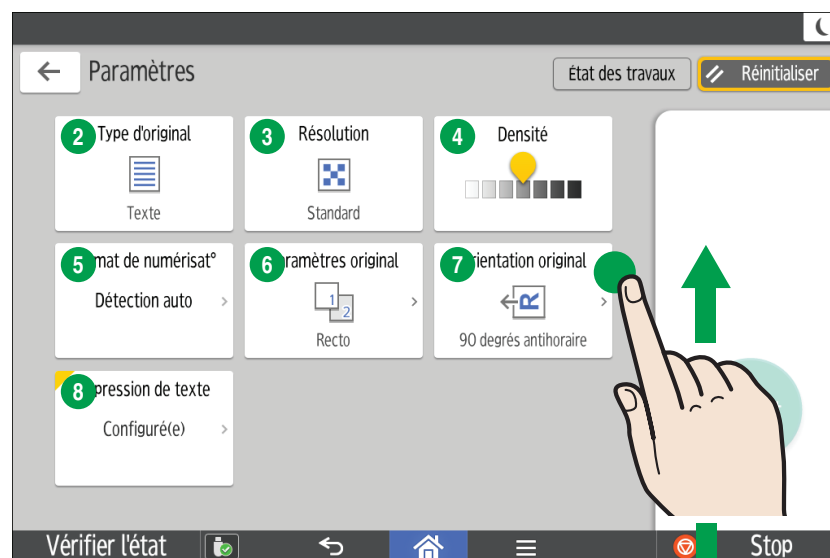 Paramètres
État des travaux
Réinitialiser
2 Type d'original
Texte
3 Résolution
Standard
4 Densité
5 mat de numérisat°
Détection auto
6 ramètres original
1
2
Recto
7 rientation original
R
90 degrés antihoraire
8 pression de texte
Configuré(e)
Vérifier l'état
Stop